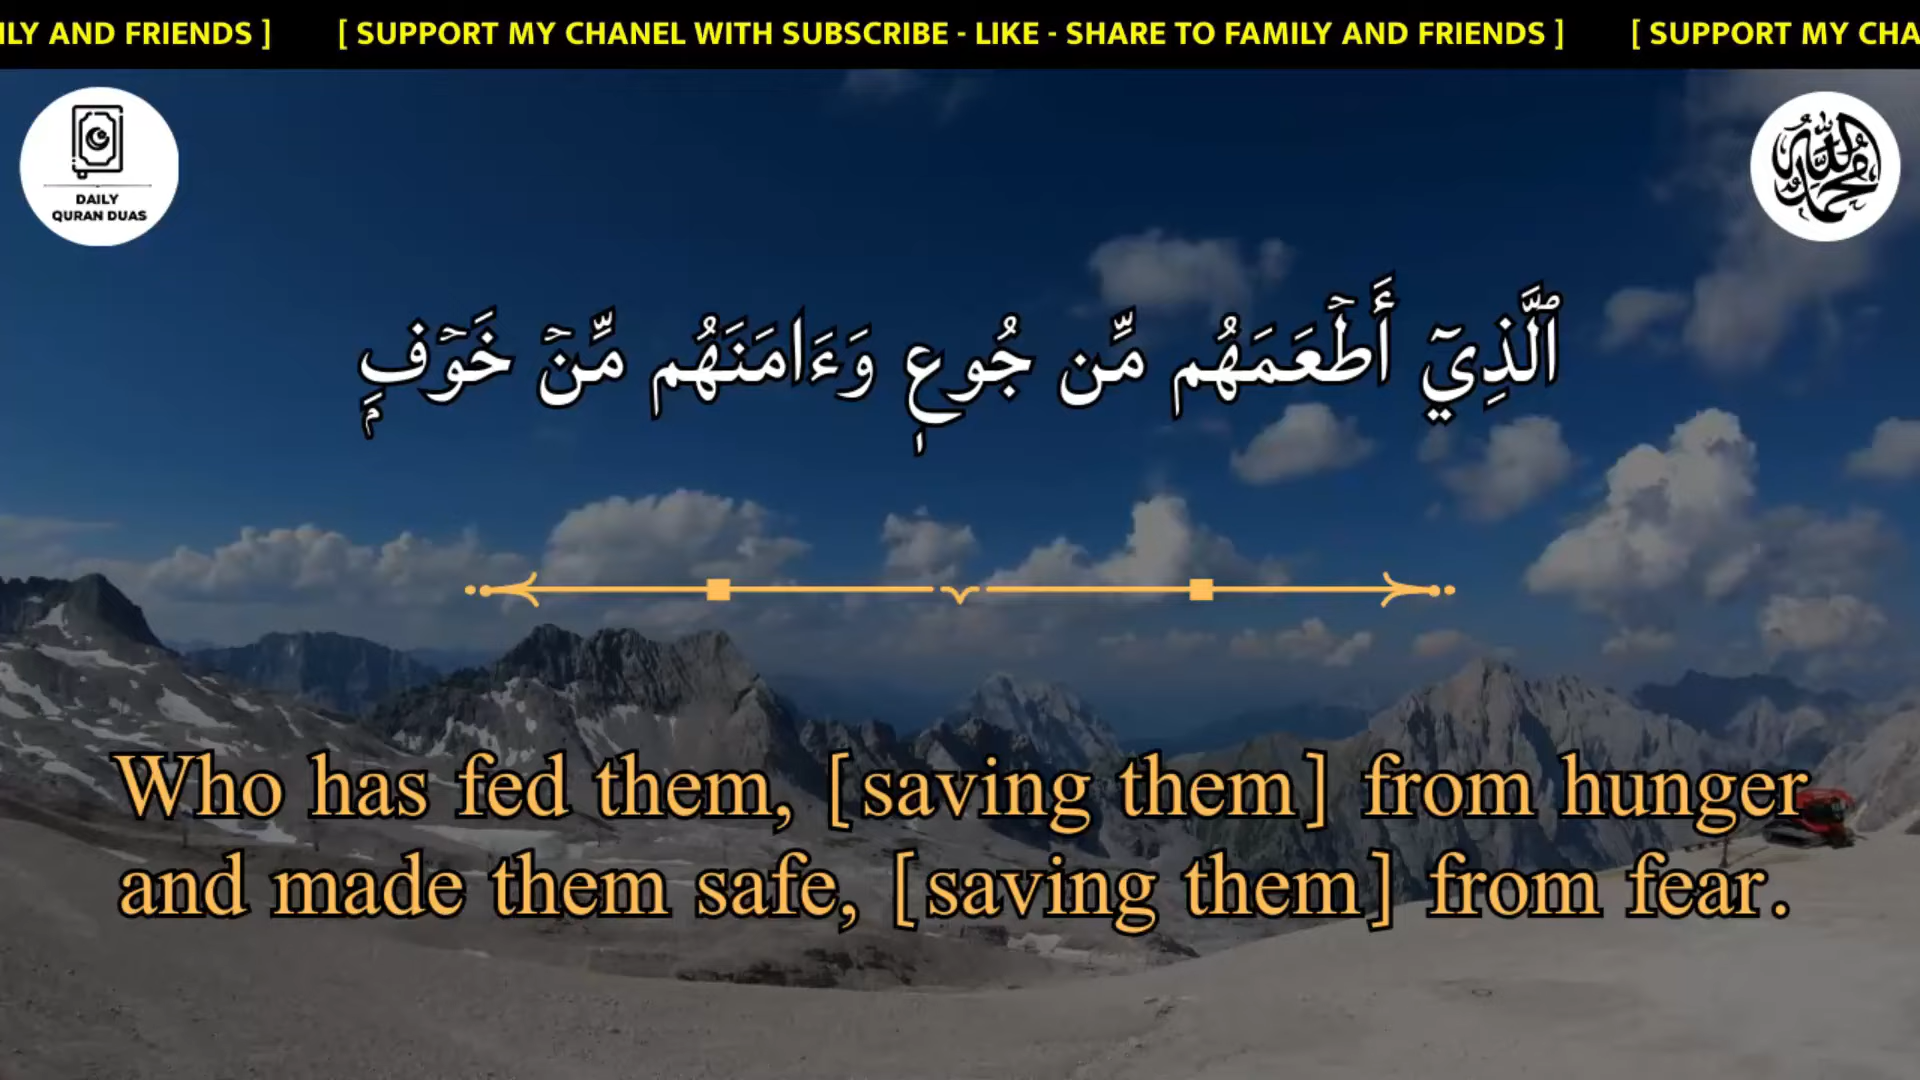 ILY AND FRIENDS ] [ SUPPORT MY CHANEL WITH SUBSCRIBE - LIKE - SHARE TO FAMILY AND FRIENDS ] [ SUPPORT MY CHA
DAILY
QURAN DUAS
محمد الله
ٱلَّذِيٓ أَطۡعَمَهُم مِّن جُوعٖ وَءَامَنَهُم مِّنۡ خَوۡفِۭ
Who has fed them, [saving them] from hunger
and made them safe, [saving them] from fear.